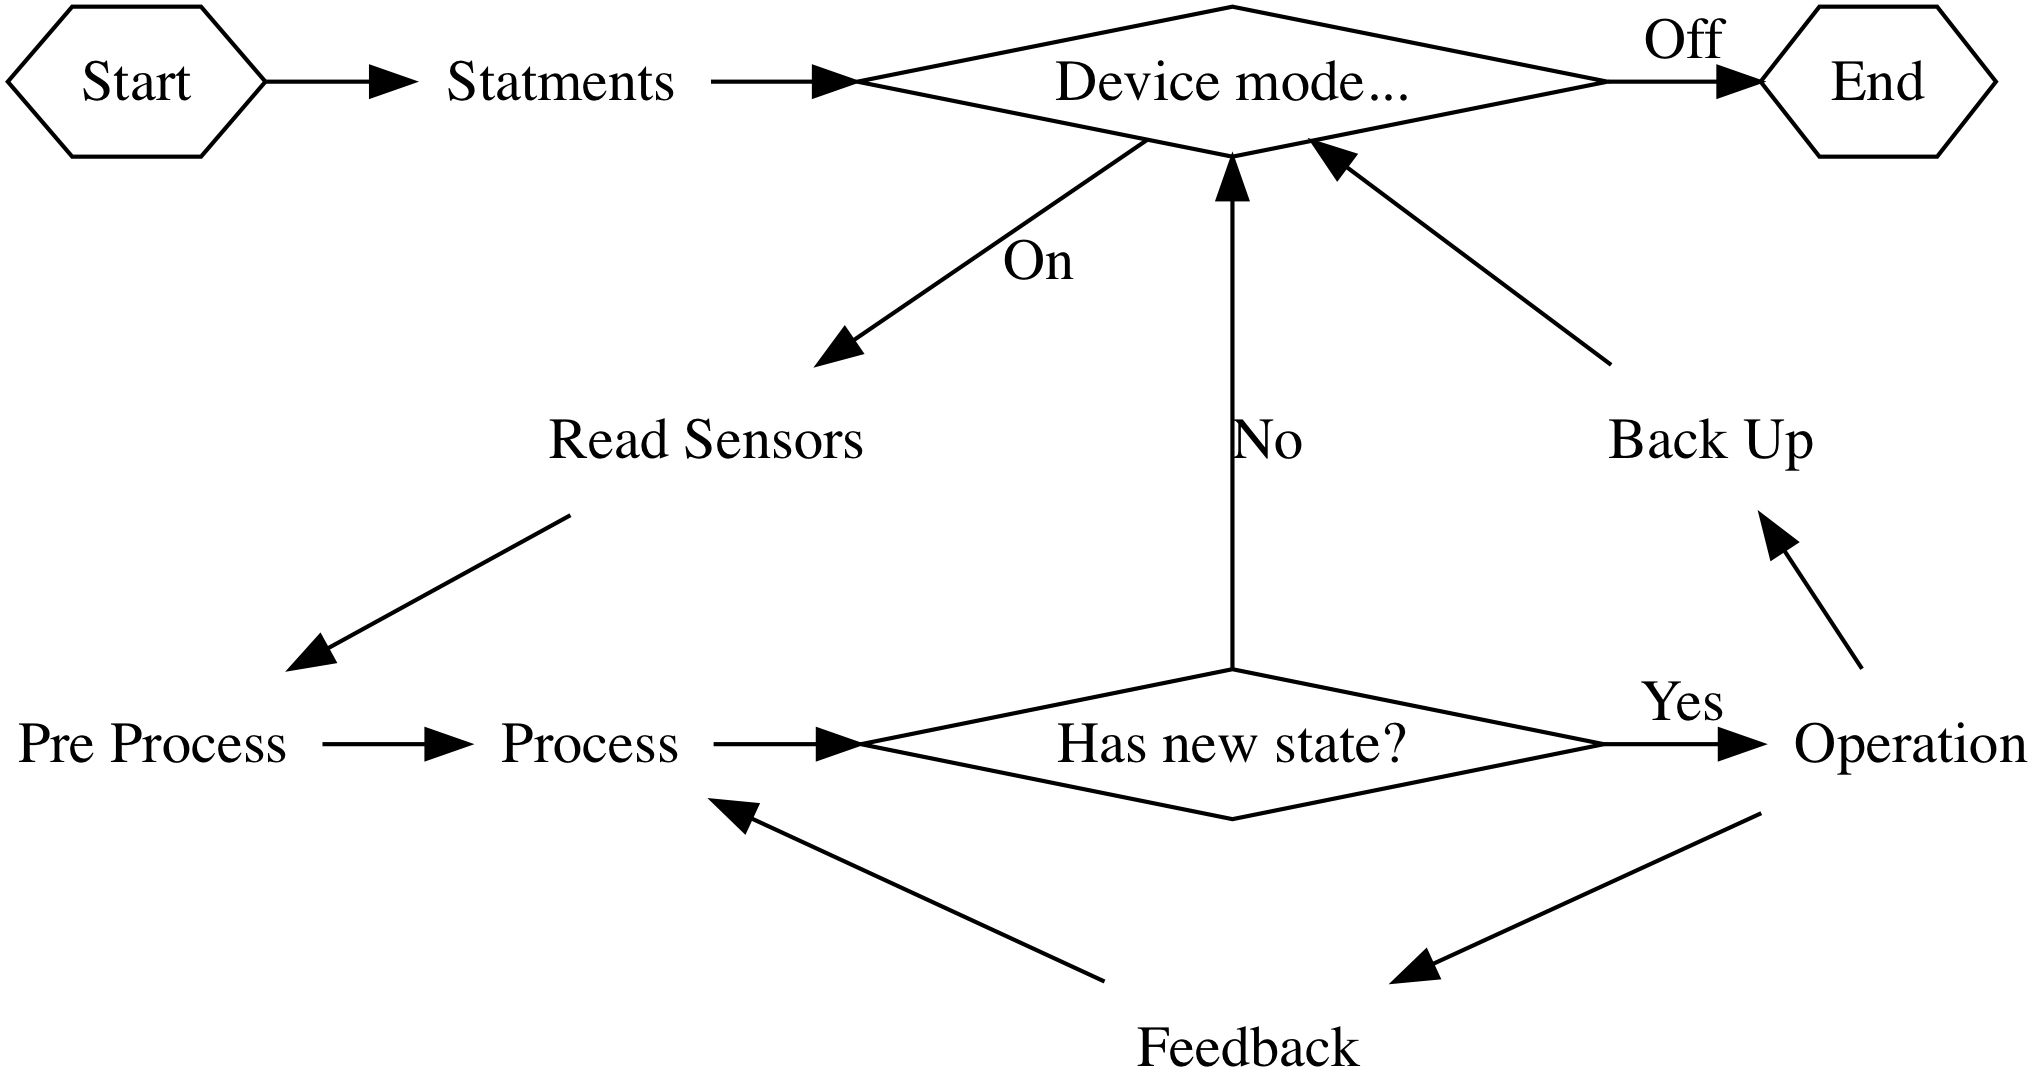 Start
Statments
Device mode...
Off
End
On
Read Sensors
No
Back Up
Pre Process
Process
Has new state?
Yes
Operation
Feedback